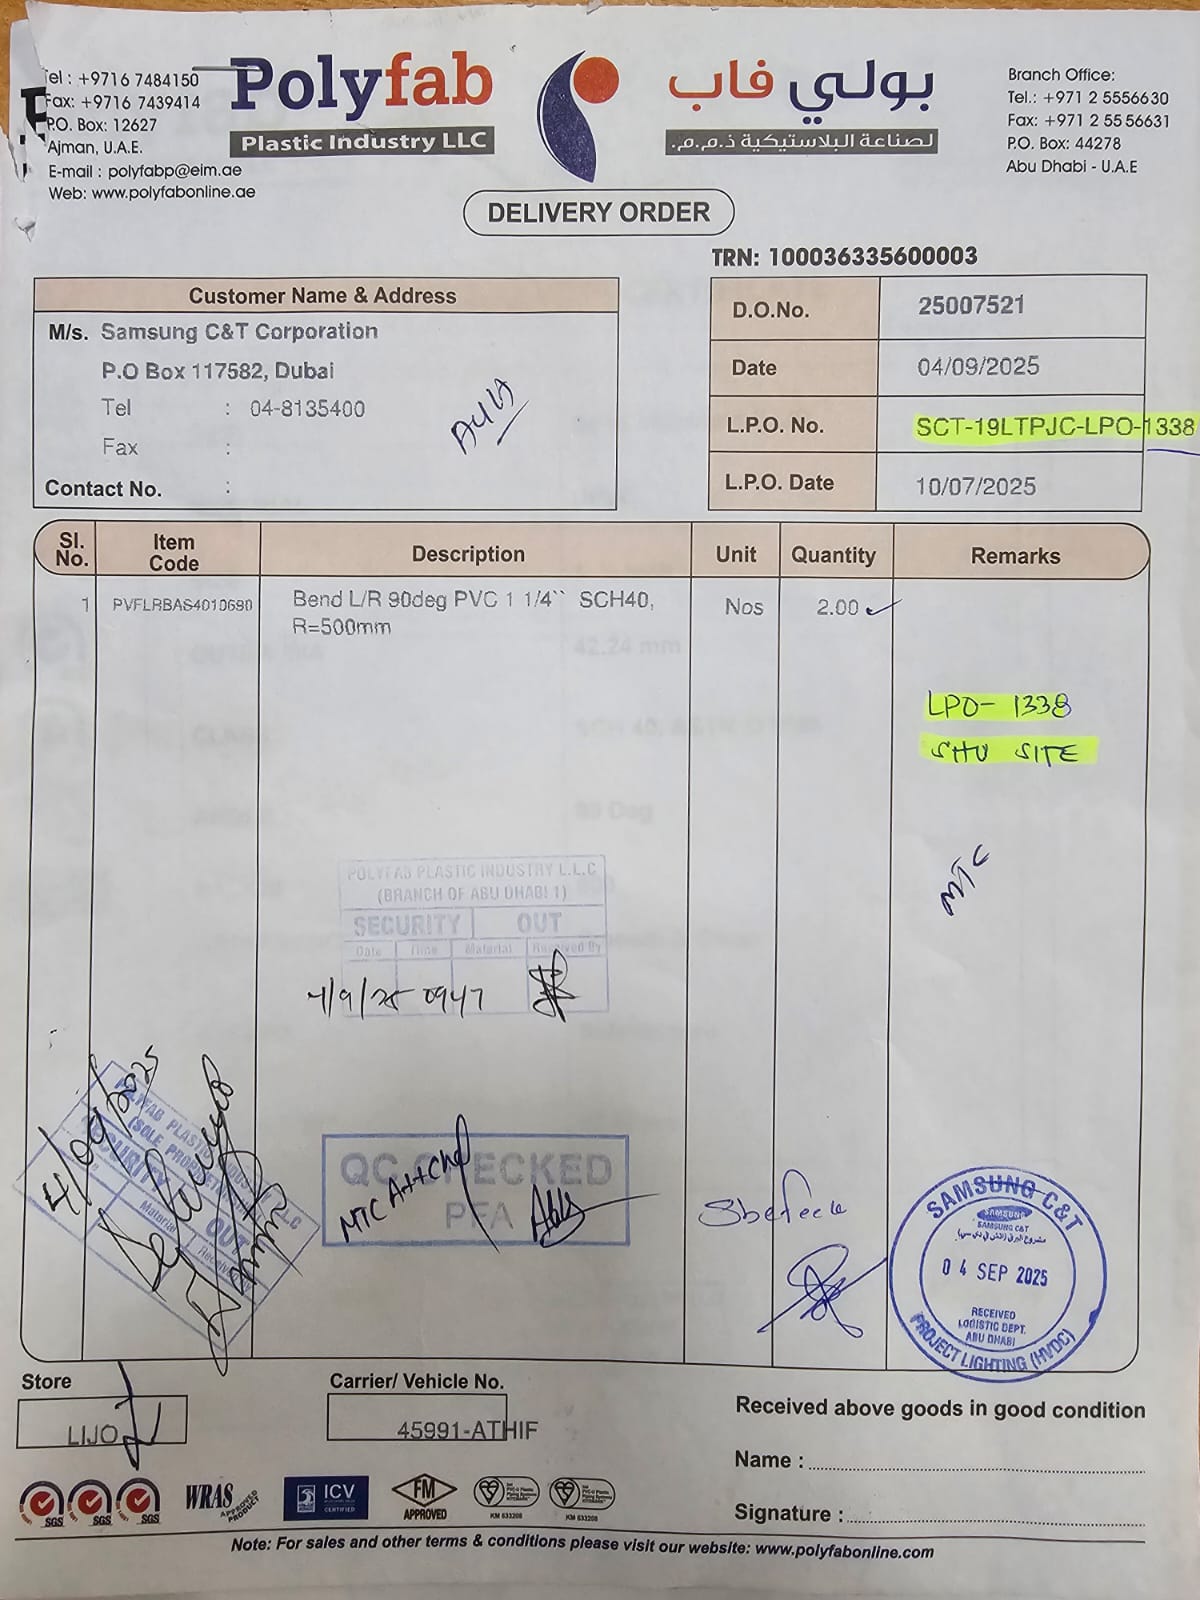 Tel : +9716 7484150
Fax: +9716 7439414
P.O. Box: 12627
Ajman, U.A.E.
E-mail : polyfabp@eim.ae
Web: www.polyfabonline.ae
Polyfab
Plastic Industry LLC
بولي فاب
لصناعة البلاستيكية ذ.م.م.
Branch Office:
Tel.: +971 2 5556630
Fax: +971 2 55 56631
P.O. Box: 44278
Abu Dhabi - U.A.E
DELIVERY ORDER
TRN: 100036335600003
Customer Name & Address
M/s. Samsung C&T Corporation
P.O Box 117582, Dubai
Tel : 04-8135400
Fax :
Contact No. :
D.O.No. 25007521
Date 04/09/2025
L.P.O. No. SCT-19LTPJC-LPO-1338
L.P.O. Date 10/07/2025
Sl. No. Item Code Description Unit Quantity Remarks
1 PVFLRBAS4010680 Bend L/R 90deg PVC 1 1/4`` SCH40, Nos 2.00
R=500mm
LPO- 1338
SHU SITE
MTC
POLYFAB PLASTIC INDUSTRY L.L.C
(BRANCH OF ABU DHABI 1)
SECURITY OUT
Date Time Material Received By
4/9/25 0947
4/09/2025
POLYFAB PLASTIC INDUSTRY LLC
SECURITY OUT
Material
QC CHECKED
PFA
MTC Attched
SAMSUNG C&T
SAMSUNG
SAMSUNG C&T
04 SEP 2025
RECEIVED
LOGISTIC DEPT.
ABU DHABI
PROJECT LIGHTING (HVDC)
Store
LIJO
Carrier/ Vehicle No.
45991-ATHIF
Received above goods in good condition
Name :
Signature :
SGS SGS SGS
WRAS APPROVED PRODUCT
ICV
CERTIFIED
FM
APPROVED
KM 633208
KM 633208
Note: For sales and other terms & conditions please visit our website: www.polyfabonline.com